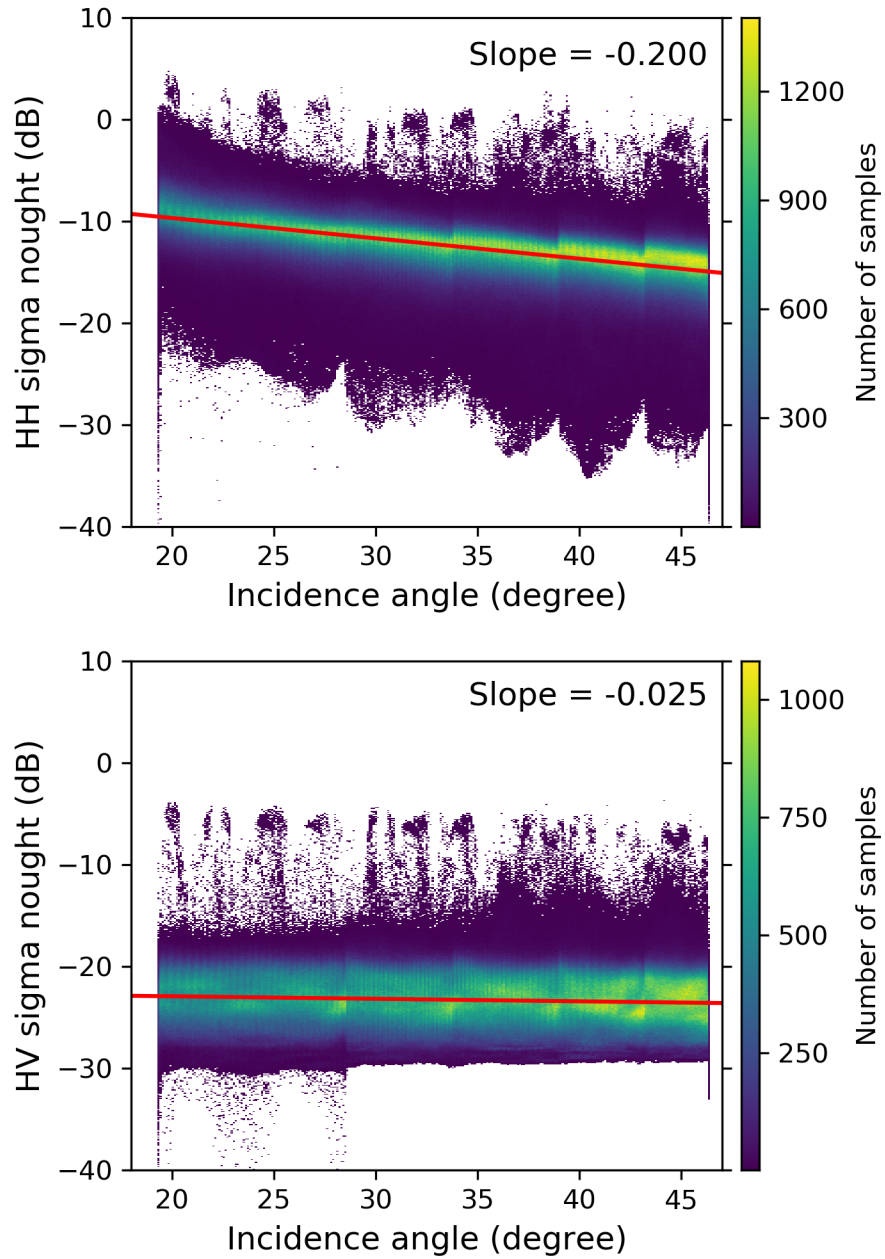 10
0
−10
−20
−30
−40
HH sigma nought (dB)
Slope = -0.200
20 25 30 35 40 45
Incidence angle (degree)
1200
900
600
300
Number of samples
10
0
−10
−20
−30
−40
HV sigma nought (dB)
Slope = -0.025
20 25 30 35 40 45
Incidence angle (degree)
1000
750
500
250
Number of samples